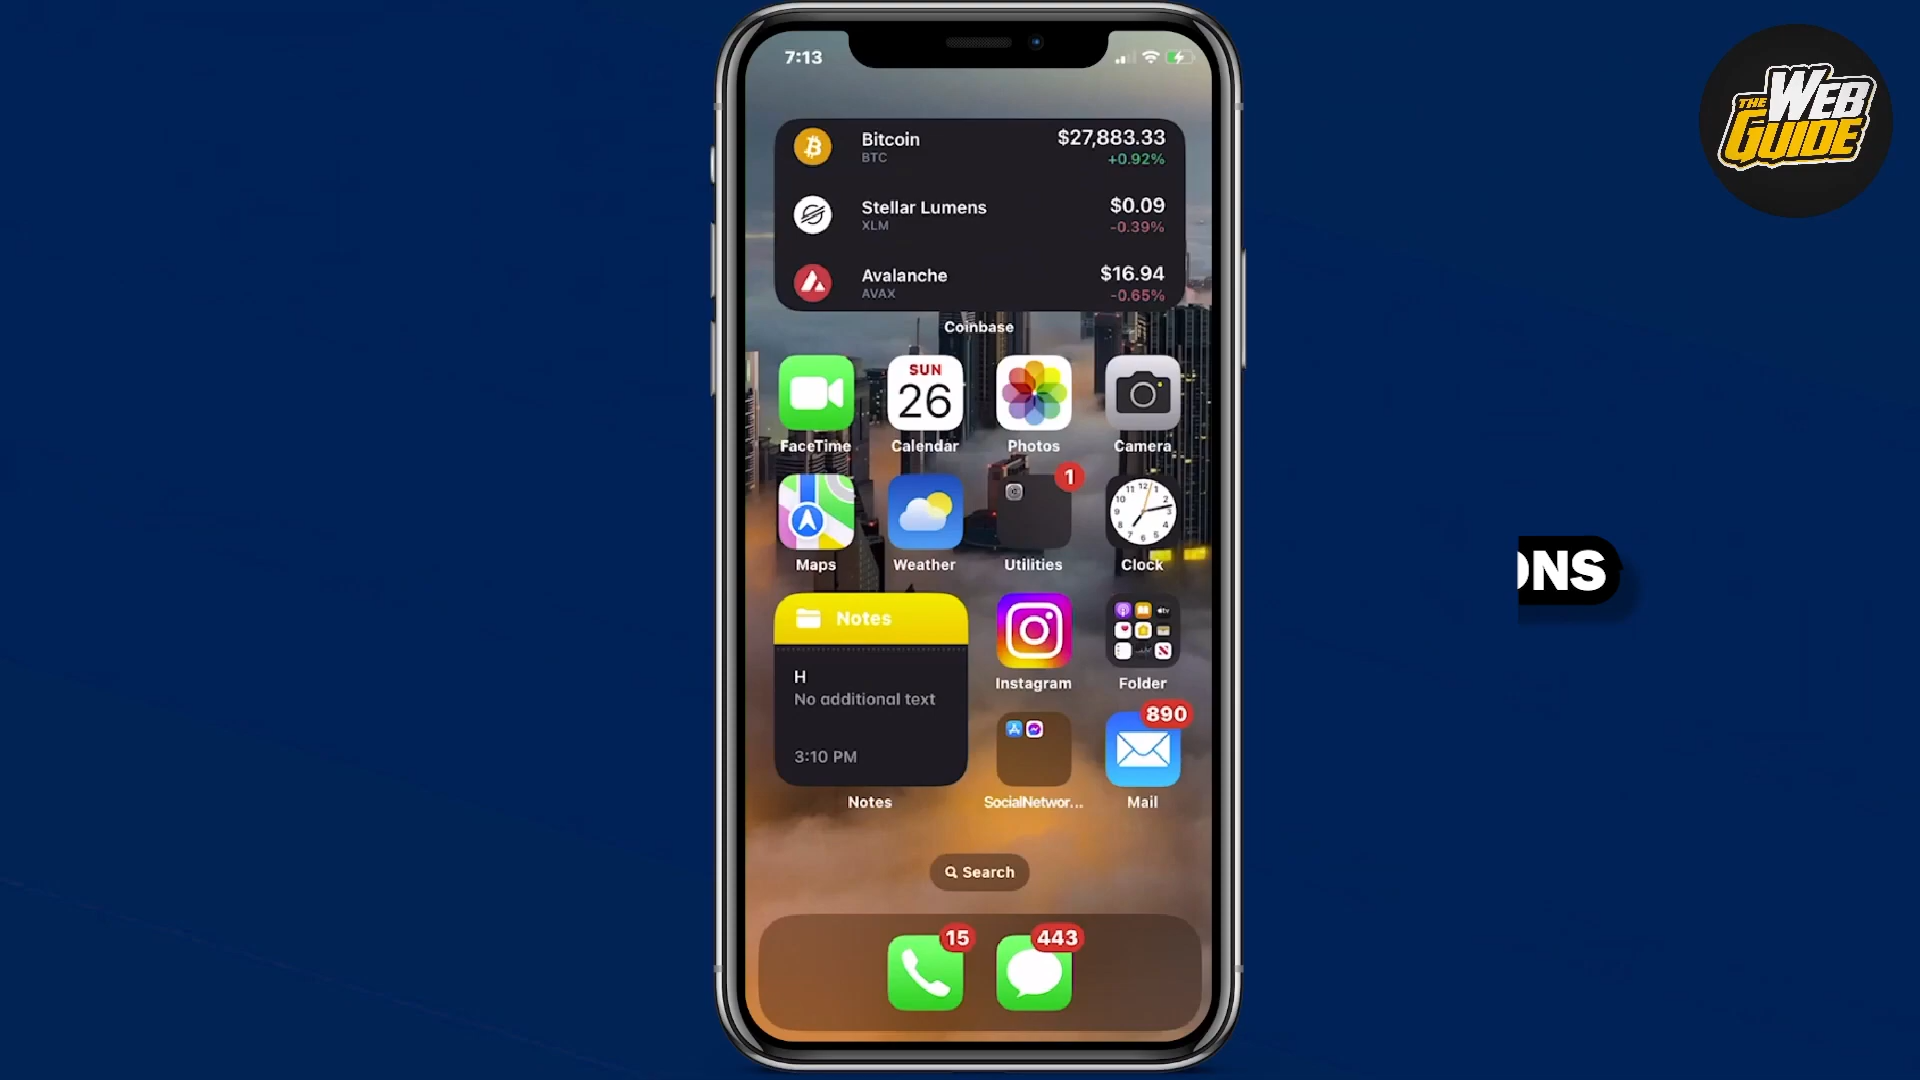 7:13
THE WEB GUIDE
Bitcoin $27,883.33
BTC +0.92%
Stellar Lumens $0.09
XLM -0.39%
Avalanche $16.94
AVAX -0.65%
Coinbase
SUN
26
FaceTime Calendar Photos Camera
1
Maps Weather Utilities Clock
ONS
Notes
H
No additional text
3:10 PM
Notes
Instagram Folder
890
SocialNetwor... Mail
Search
15 443